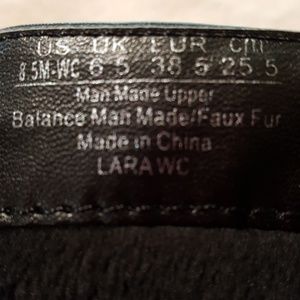 US UK EUR cm
8.5M-WC 6.5 38.5/25.5
Man Made Upper
Balance Man Made/Faux Fur
Made in China
LARA WC